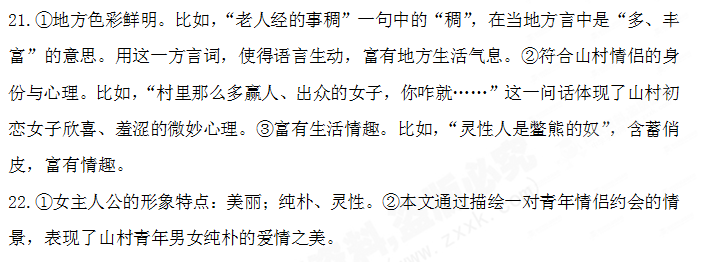 21.①地方色彩鲜明。比如，“老人经的事稠”一句中的“稠”，在当地方言中是“多、丰
富”的意思。用这一方言词，使得语言生动，富有地方生活气息。②符合山村情侣的身
份与心理。比如，“村里那么多赢人、出众的女子，你咋就……”这一问话体现了山村初
恋女子欣喜、羞涩的微妙心理。③富有生活情趣。比如，“灵性人是鳖熊的奴”，含蓄俏
皮，富有情趣。
22.①女主人公的形象特点：美丽；纯朴、灵性。②本文通过描绘一对青年情侣约会的情
景，表现了山村青年男女纯朴的爱情之美。